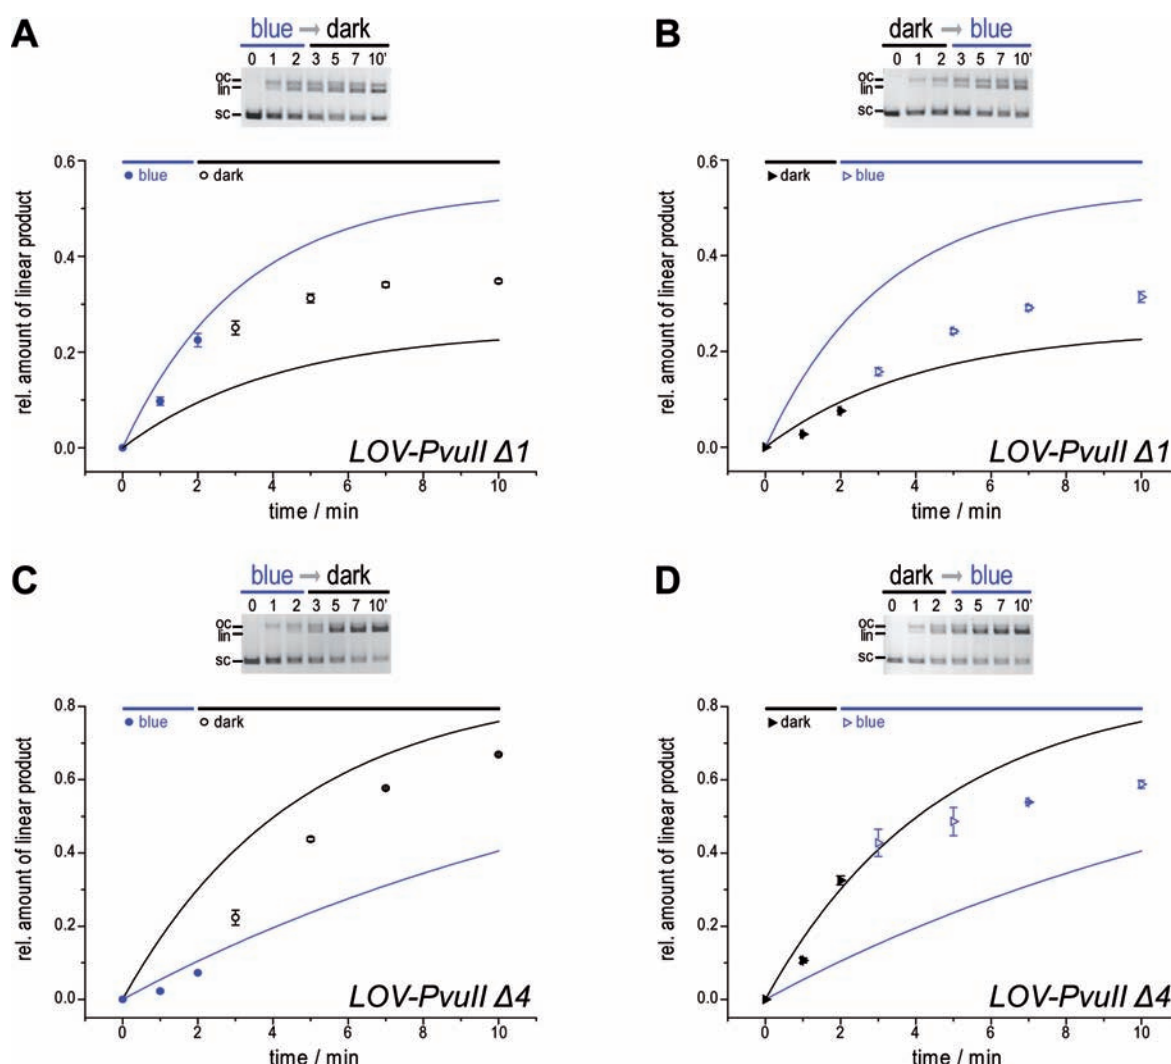 A
blue → dark
0 1 2 3 5 7 10'
oc
lin
sc
0.6
0.4
0.2
0.0
rel. amount of linear product
blue dark
LOV-PvuII Δ1
0 2 4 6 8 10
time / min
B
dark → blue
0 1 2 3 5 7 10'
oc
lin
sc
0.6
0.4
0.2
0.0
rel. amount of linear product
dark blue
LOV-PvuII Δ1
0 2 4 6 8 10
time / min
C
blue → dark
0 1 2 3 5 7 10'
oc
lin
sc
0.8
0.6
0.4
0.2
0.0
rel. amount of linear product
blue dark
LOV-PvuII Δ4
0 2 4 6 8 10
time / min
D
dark → blue
0 1 2 3 5 7 10'
oc
lin
sc
0.8
0.6
0.4
0.2
0.0
rel. amount of linear product
dark blue
LOV-PvuII Δ4
0 2 4 6 8 10
time / min